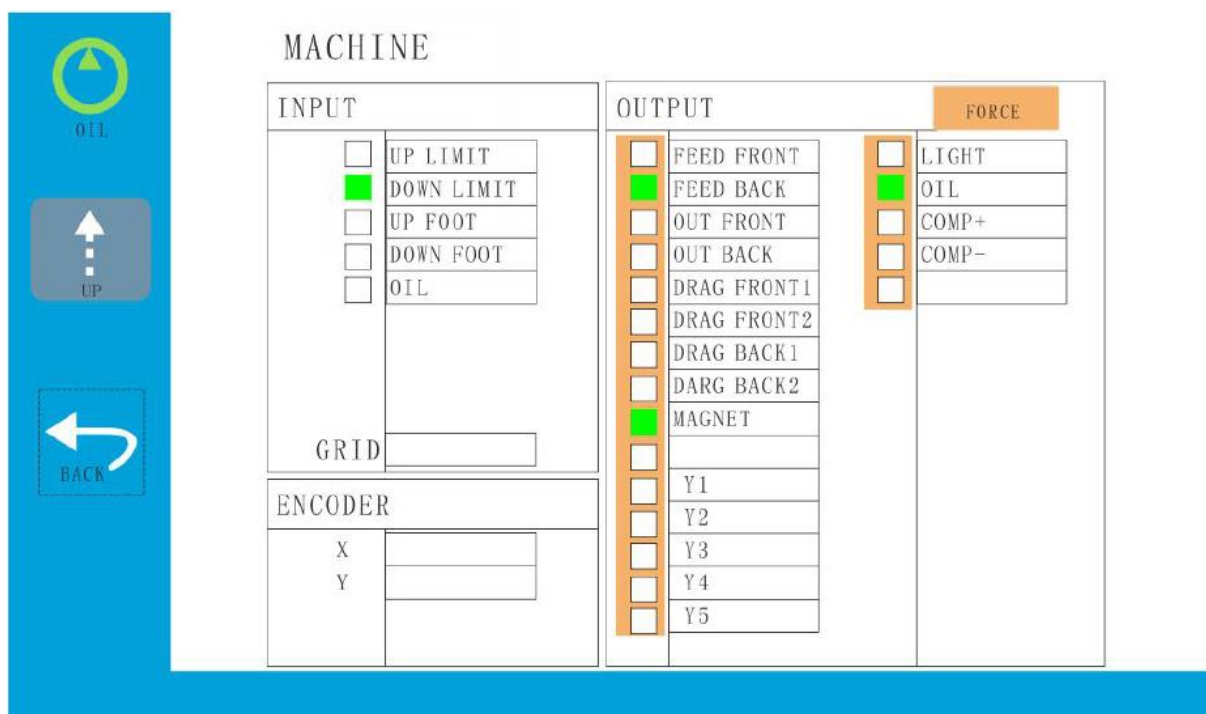 OIL
UP
BACK
MACHINE
INPUT
UP LIMIT
DOWN LIMIT
UP FOOT
DOWN FOOT
OIL
GRID
ENCODER
X
Y
OUTPUT
FORCE
FEED FRONT
FEED BACK
OUT FRONT
OUT BACK
DRAG FRONT1
DRAG FRONT2
DRAG BACK1
DARG BACK2
MAGNET
Y1
Y2
Y3
Y4
Y5
LIGHT
OIL
COMP+
COMP-